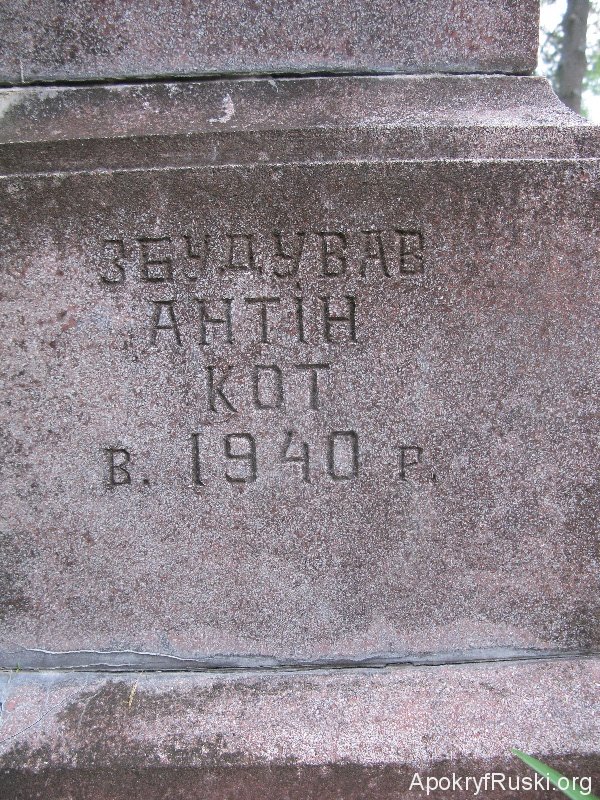 ЗБУДУВАВ
АНТІН
КОТ
В. 1940 Р.
ApokryfRuski.org